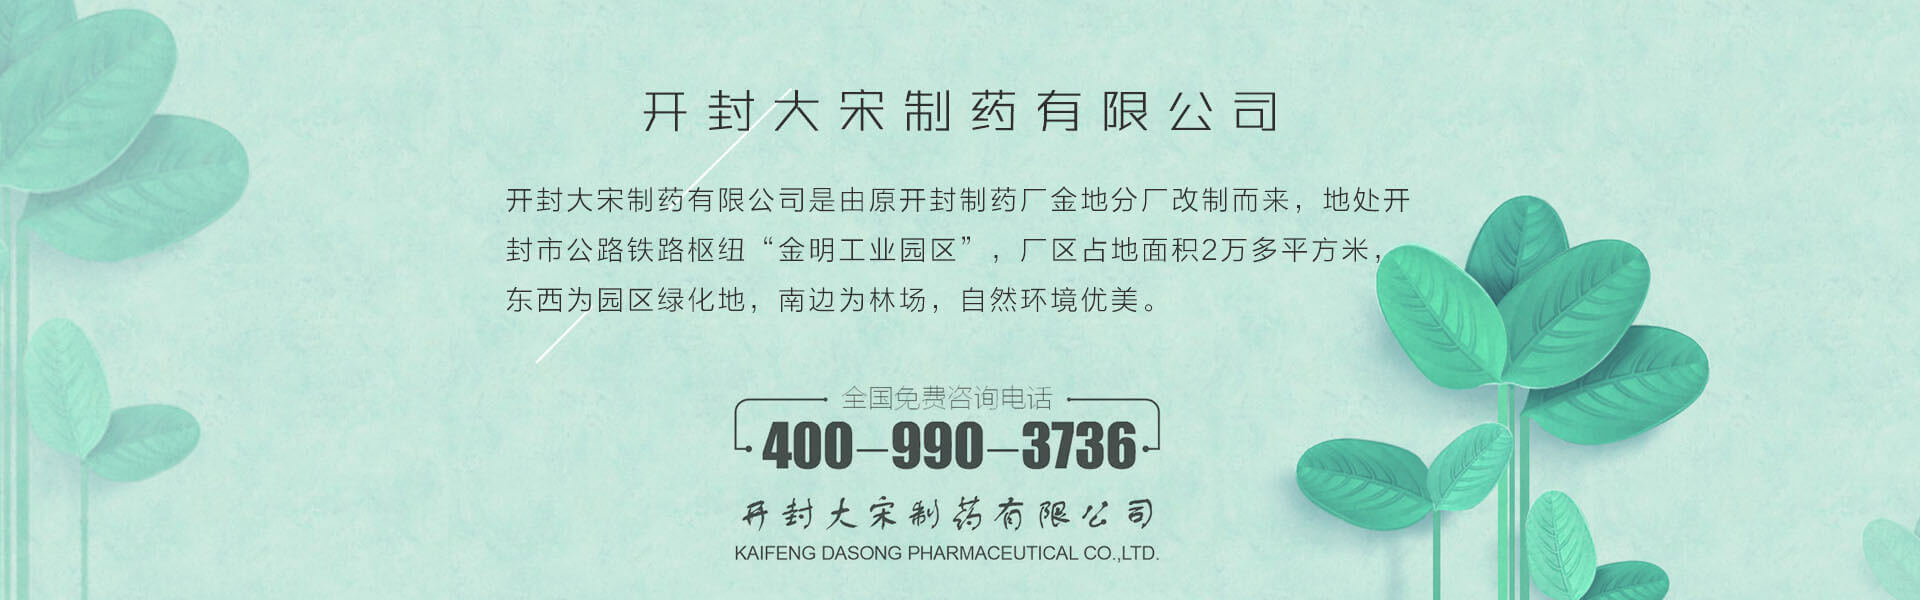 开封大宋制药有限公司
开封大宋制药有限公司是由原开封制药厂金地分厂改制而来，地处开
封市公路铁路枢纽“金明工业园区”，厂区占地面积2万多平方米，
东西为园区绿化地，南边为林场，自然环境优美。
全国免费咨询电话
400-990-3736
开封大宋制药有限公司
KAIFENG DASONG PHARMACEUTICAL CO.,LTD.